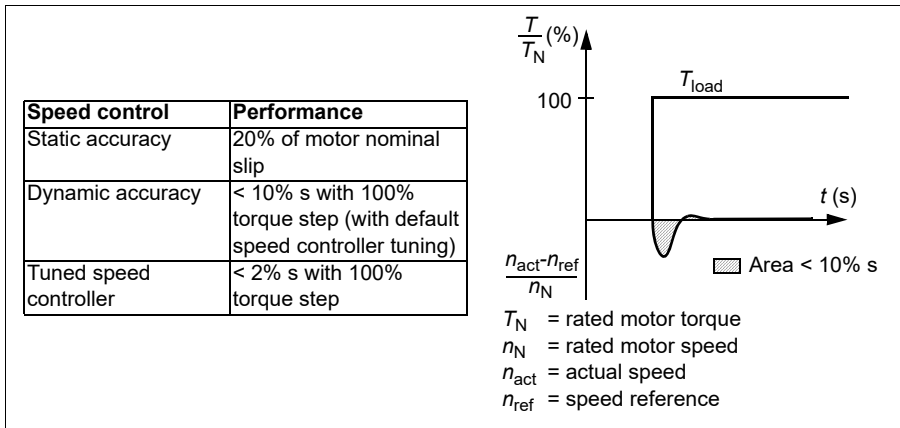 Speed control Performance
Static accuracy 20% of motor nominal
slip
Dynamic accuracy < 10% s with 100%
torque step (with default
speed controller tuning)
Tuned speed < 2% s with 100%
controller torque step
T
T_N (%)
100
T_load
t (s)
n_act-n_ref
n_N
Area < 10% s
T_N = rated motor torque
n_N = rated motor speed
n_act = actual speed
n_ref = speed reference